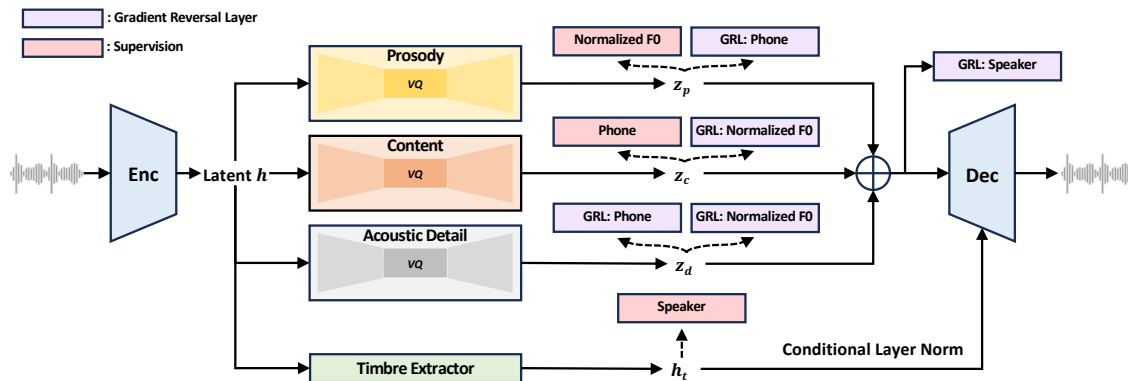 : Gradient Reversal Layer
: Supervision
Prosody
VQ
Normalized F0
GRL: Phone
z_p
GRL: Speaker
Enc
Latent h
Content
VQ
Phone
GRL: Normalized F0
z_c
Dec
Acoustic Detail
VQ
GRL: Phone
GRL: Normalized F0
z_d
Speaker
Timbre Extractor
h_t
Conditional Layer Norm